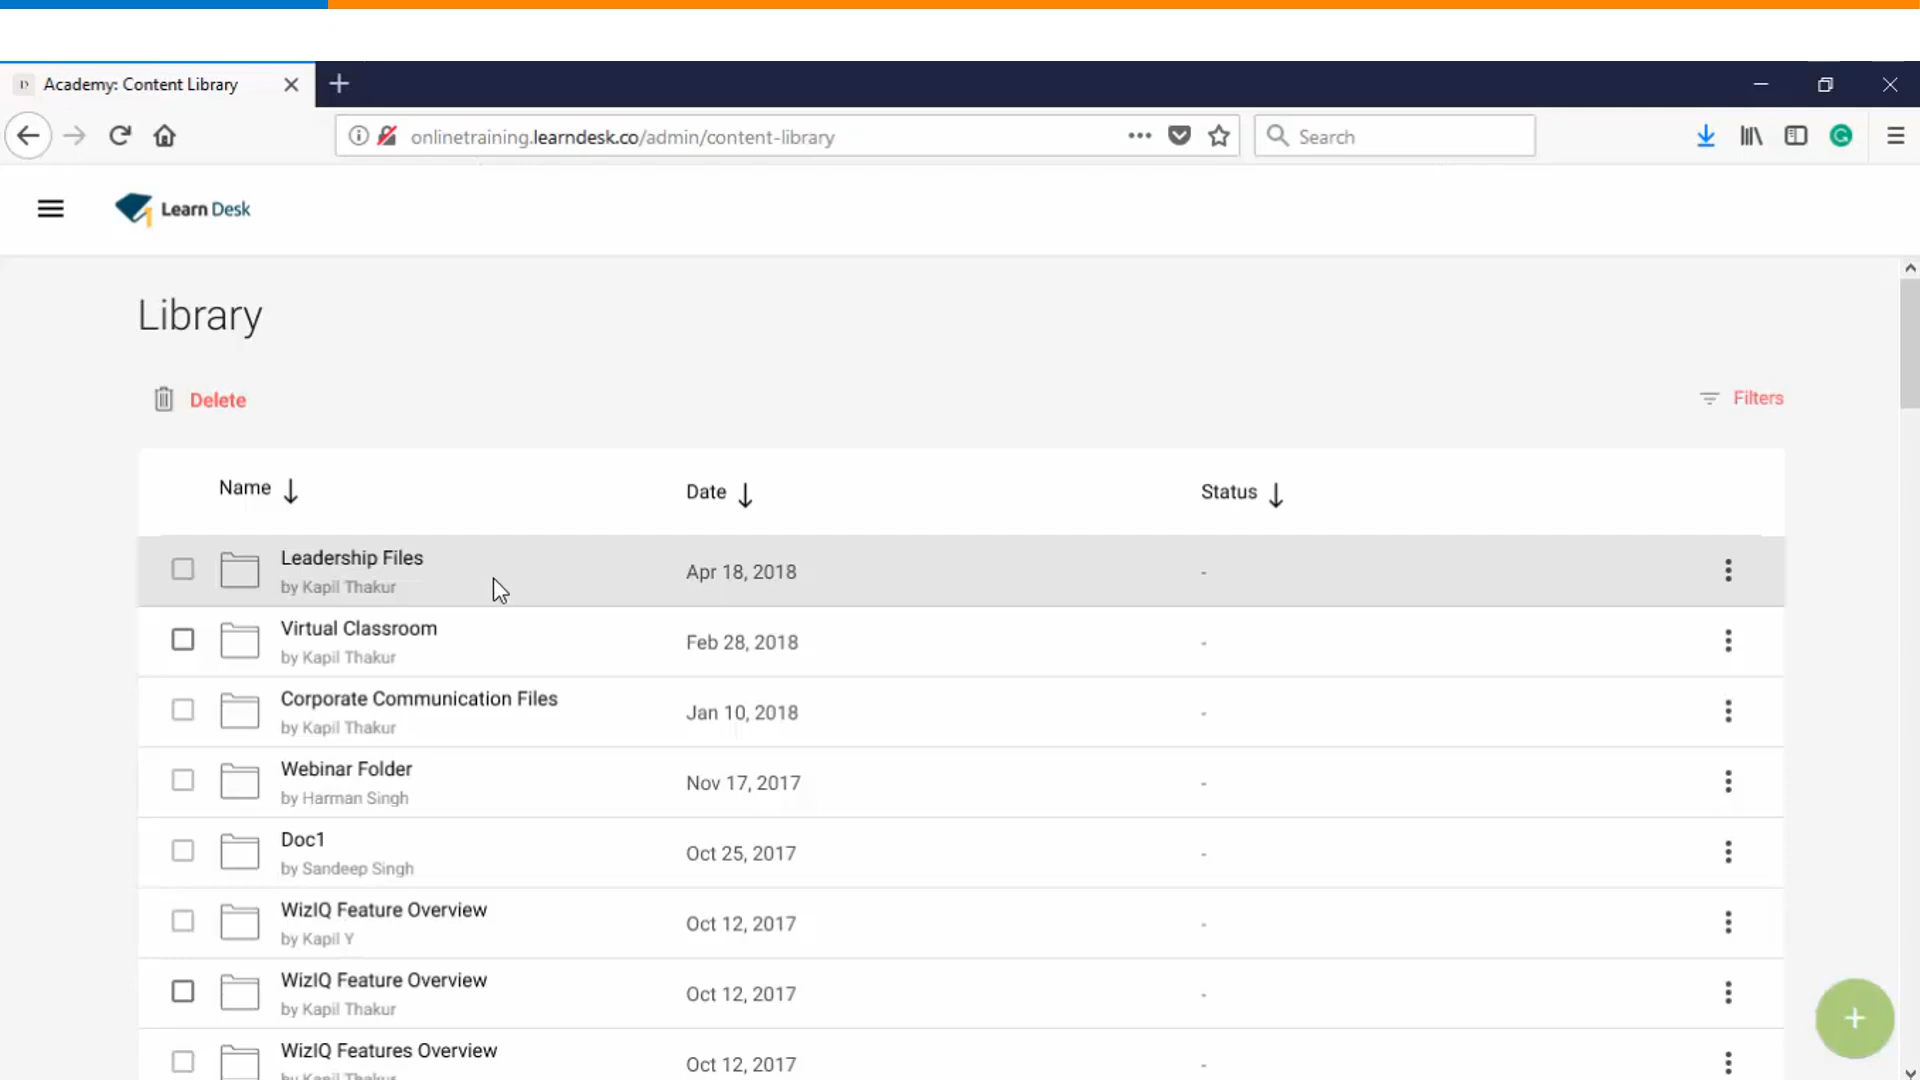 Academy: Content Library
onlinetraining.learndesk.co/admin/content-library
Search
Learn Desk
Library
Delete
Filters
Name
Date
Status
Leadership Files
by Kapil Thakur
Apr 18, 2018
-
Virtual Classroom
by Kapil Thakur
Feb 28, 2018
-
Corporate Communication Files
by Kapil Thakur
Jan 10, 2018
-
Webinar Folder
by Harman Singh
Nov 17, 2017
-
Doc1
by Sandeep Singh
Oct 25, 2017
-
WizIQ Feature Overview
by Kapil Y
Oct 12, 2017
-
WizIQ Feature Overview
by Kapil Thakur
Oct 12, 2017
-
WizIQ Features Overview
by Kapil Thakur
Oct 12, 2017
-